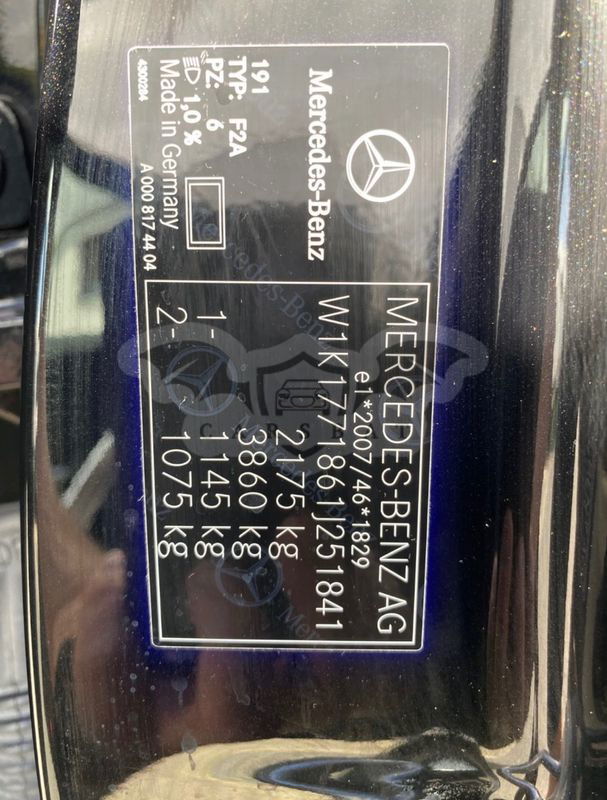 Mercedes-Benz
191
TYP: F2A
PZ: 6
1,0 %
Made in Germany
4300204 A 000 817 44 04
MERCEDES-BENZ AG
e1*2007/46*1829
W1K1771861J251841
2175 kg
3860 kg
1- 1145 kg
2- 1075 kg